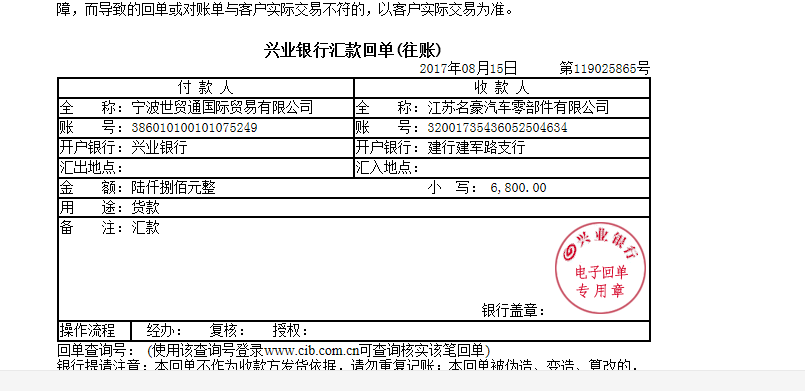 障，而导致的回单或对账单与客户实际交易不符的，以客户实际交易为准。
兴业银行汇款回单(往账)
2017年08月15日 第119025865号
付 款 人 收 款 人
全 称：宁波世贸通国际贸易有限公司 全 称：江苏名豪汽车零部件有限公司
账 号：386010100101075249 账 号：32001735436052504634
开户银行：兴业银行 开户银行：建行建军路支行
汇出地点： 汇入地点：
金 额：陆仟捌佰元整 小 写：6,800.00
用 途：货款
备 注：汇款
兴业银行
电子回单
专用章
银行盖章：
操作流程 经办： 复核： 授权：
回单查询号： (使用该查询号登录www.cib.com.cn可查询核实该笔回单)
银行提请注意：本回单不作为收款方发货依据，请勿重复记账；本回单被伪造、变造、篡改的，